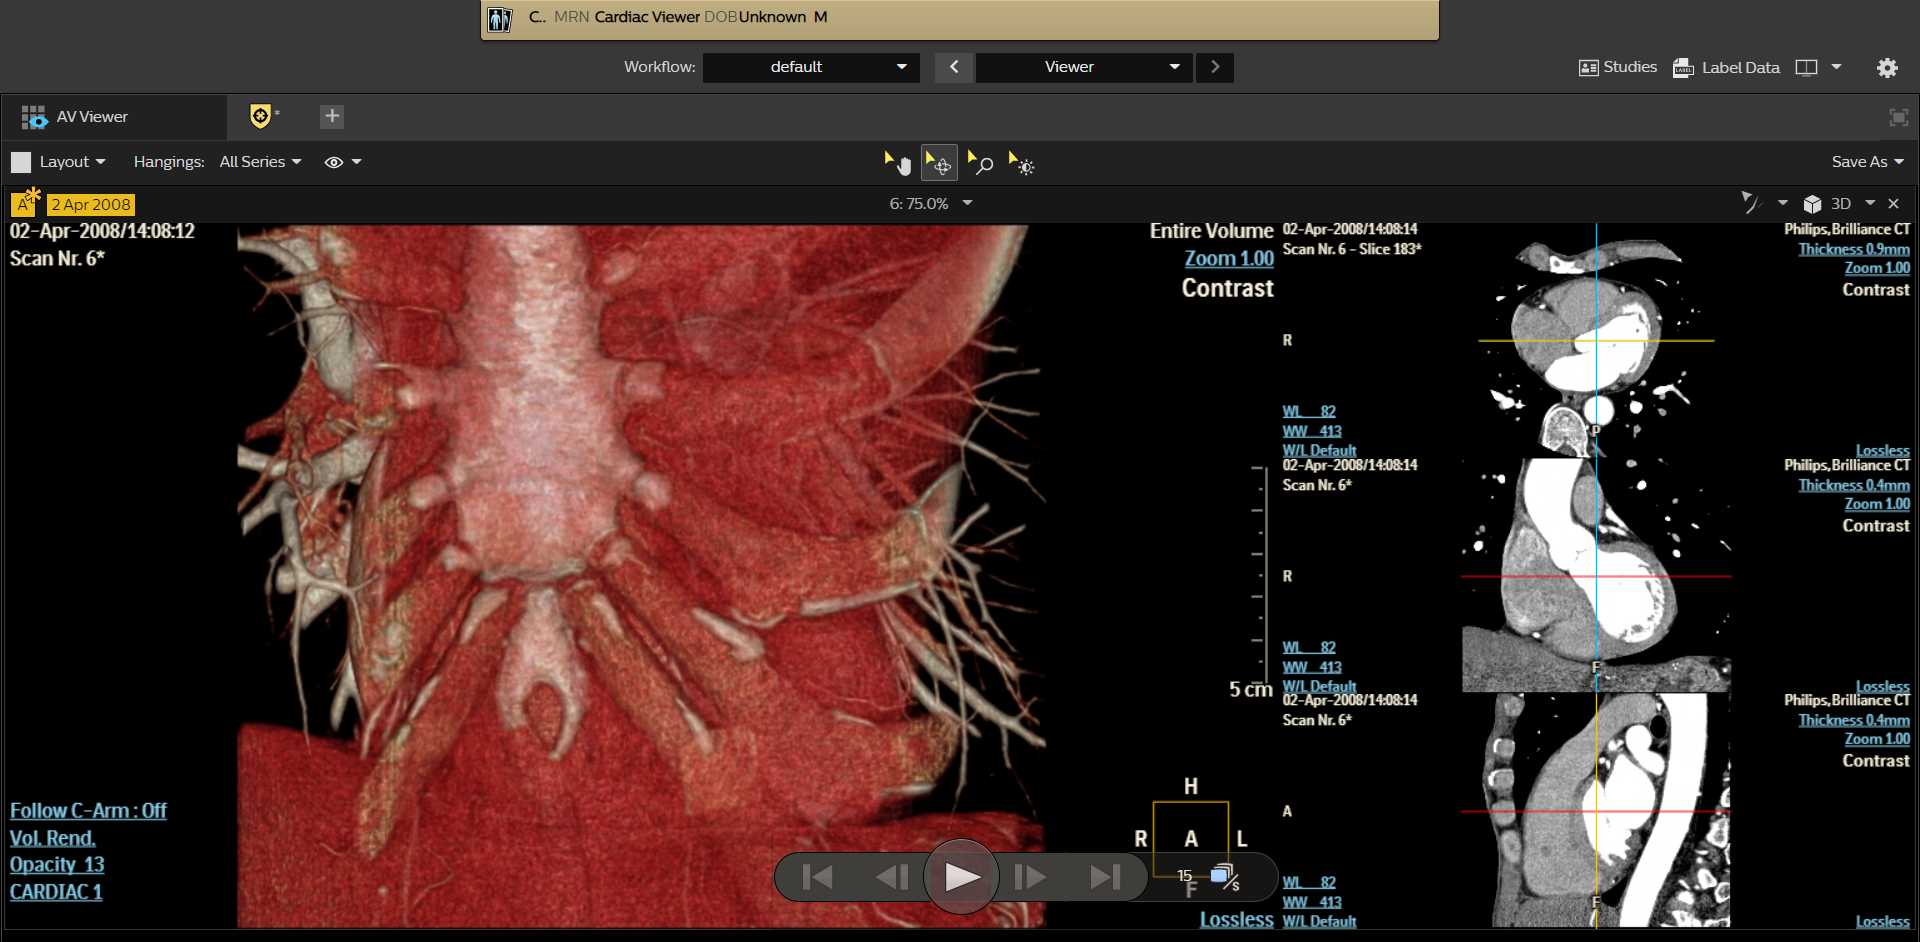 C.. MRN Cardiac Viewer DOB Unknown M
Workflow: default Viewer Studies Label Data
AV Viewer * +
Layout Hangings: All Series Save As
A 2 Apr 2008 6: 75.0% 3D
02-Apr-2008/14:08:12
Scan Nr. 6*
Entire Volume
Zoom 1.00
Contrast
5 cm
Follow C-Arm : Off
Vol. Rend.
Opacity 13
CARDIAC 1
H
R A L
F
15 /s
Lossless
02-Apr-2008/14:08:14 Philips,Brilliance CT
Scan Nr. 6 - Slice 183* Thickness 0.9mm
Zoom 1.00
Contrast
R
WL 82
WW 413
P
W/L Default Lossless
02-Apr-2008/14:08:14 Philips,Brilliance CT
Scan Nr. 6* Thickness 0.4mm
Zoom 1.00
Contrast
R
WL 82
WW 413
F
W/L Default Lossless
02-Apr-2008/14:08:14 Philips,Brilliance CT
Scan Nr. 6* Thickness 0.4mm
Zoom 1.00
Contrast
A
WL 82
WW 413
F
W/L Default Lossless